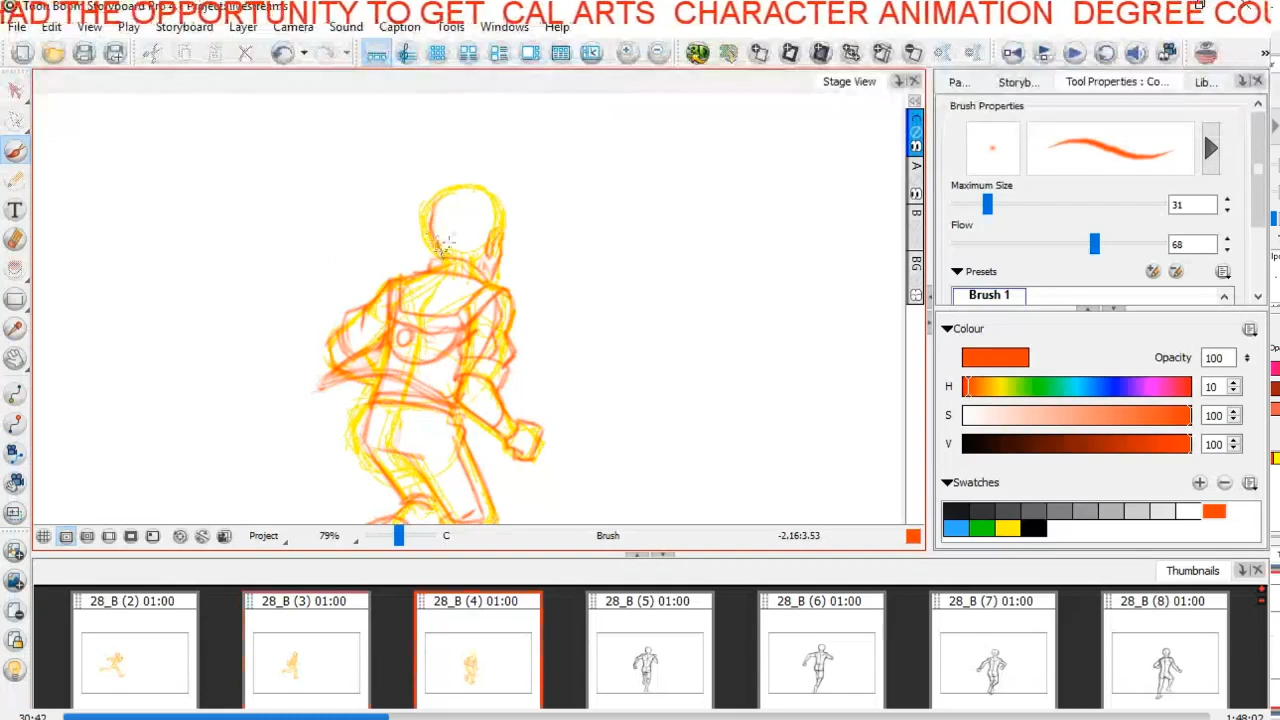 UNITY TO GET CAL ARTS CHARACTER ANIMATION DEGREE COU
File Edit View Play Storyboard Layer Camera Sound Caption Tools Windows Help
Stage View
Pa... Storyb... Tool Properties : Co... Lib...
Brush Properties
Maximum Size
31
Flow
68
Presets
Brush 1
C
A
B
BG
Colour
Opacity 100
H 10
S 100
V 100
Swatches
Project 79% C Brush -2.16:3.53
Thumbnails
28_B (2) 01:00 28_B (3) 01:00 28_B (4) 01:00 28_B (5) 01:00 28_B (6) 01:00 28_B (7) 01:00 28_B (8) 01:00
30:42 1:48:02